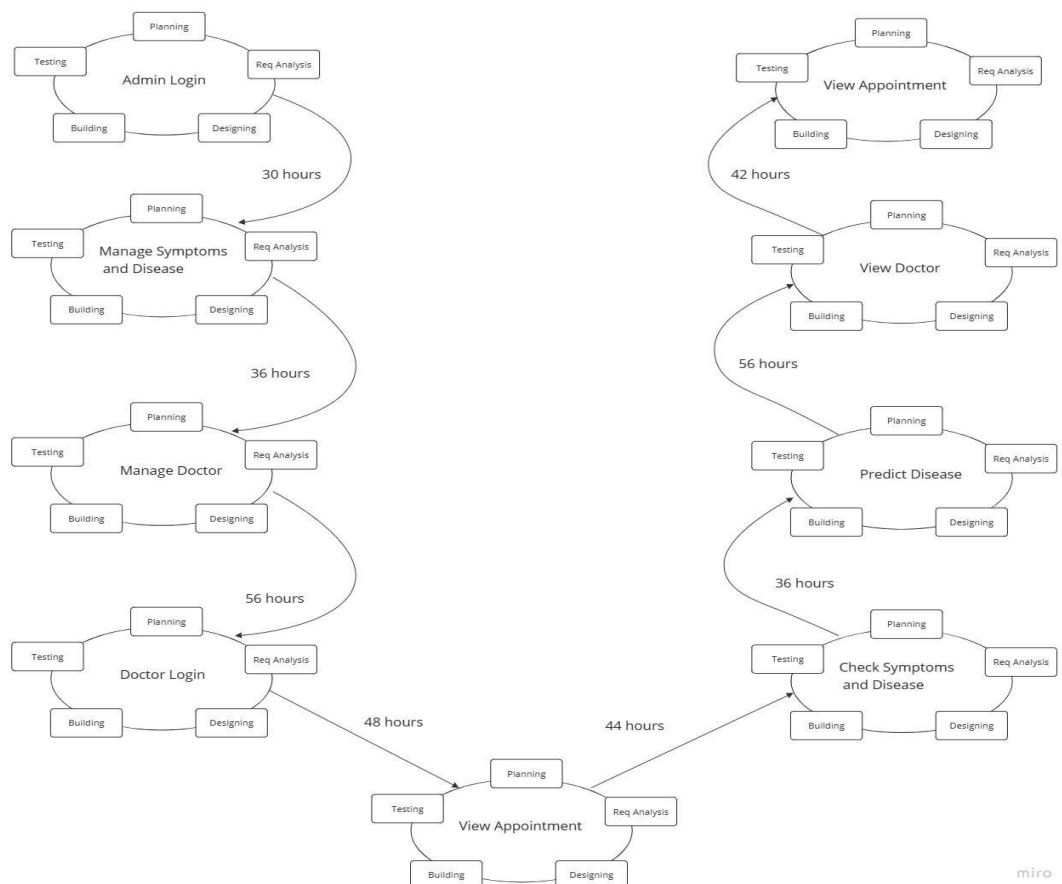 Planning
Testing
Admin Login
Req Analysis
Building
Designing
30 hours
Planning
Testing
Manage Symptoms
and Disease
Req Analysis
Building
Designing
36 hours
Planning
Testing
Manage Doctor
Req Analysis
Building
Designing
56 hours
Planning
Testing
Doctor Login
Req Analysis
Building
Designing
48 hours
Planning
Testing
View Appointment
Req Analysis
Building
Designing
44 hours
Planning
Testing
Check Symptoms
and Disease
Req Analysis
Building
Designing
36 hours
Planning
Testing
Predict Disease
Req Analysis
Building
Designing
56 hours
Planning
Testing
View Doctor
Req Analysis
Building
Designing
42 hours
Planning
Testing
View Appointment
Req Analysis
Building
Designing
miro